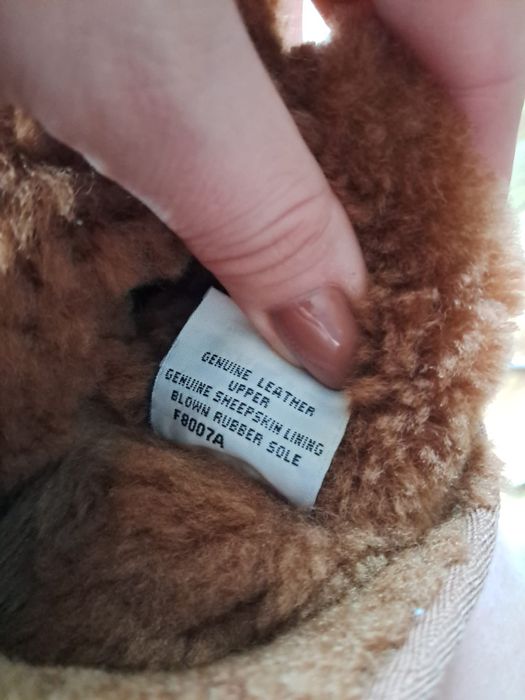 GENUINE LEATHER
UPPER
GENUINE SHEEPSKIN LINING
BLOWN RUBBER SOLE
F8007A